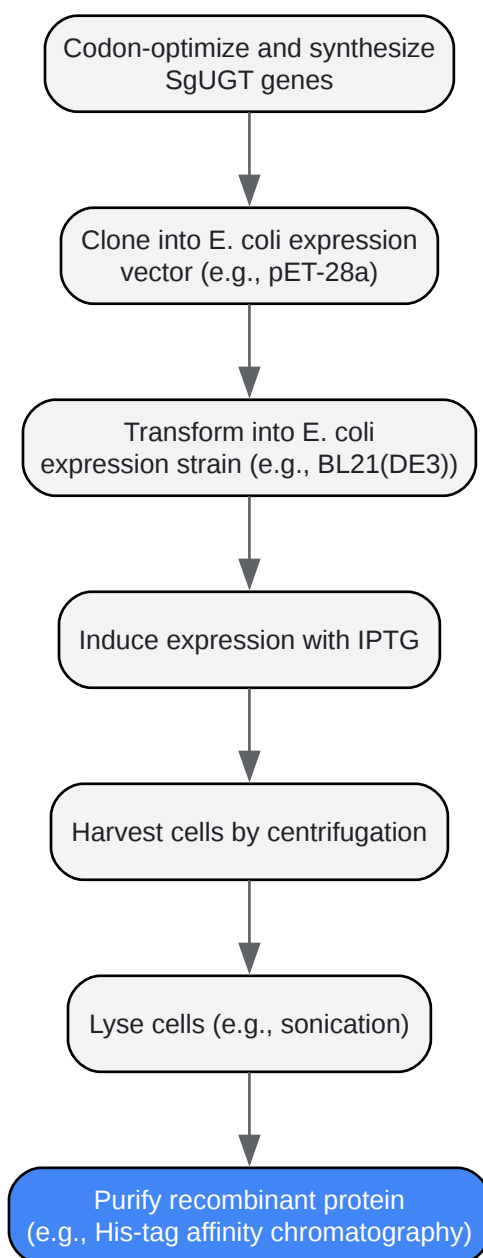 Codon-optimize and synthesize
SgUGT genes
Clone into E. coli expression
vector (e.g., pET-28a)
Transform into E. coli
expression strain (e.g., BL21(DE3))
Induce expression with IPTG
Harvest cells by centrifugation
Lyse cells (e.g., sonication)
Purify recombinant protein
(e.g., His-tag affinity chromatography)